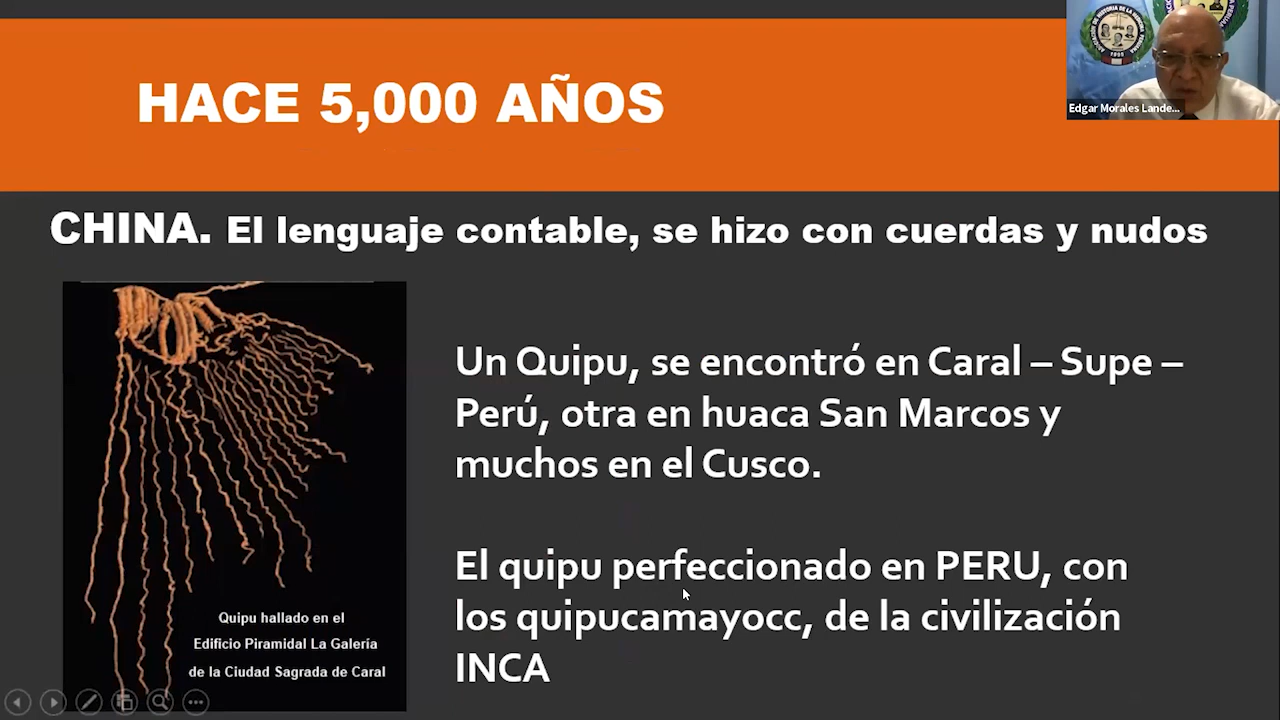 HACE 5,000 AÑOS
Edgar Morales Lande...
CHINA. El lenguaje contable, se hizo con cuerdas y nudos
Un Quipu, se encontró en Caral – Supe –
Perú, otra en huaca San Marcos y
muchos en el Cusco.
El quipu perfeccionado en PERU, con
los quipucamayocc, de la civilización
INCA
Quipu hallado en el
Edificio Piramidal La Galería
de la Ciudad Sagrada de Caral